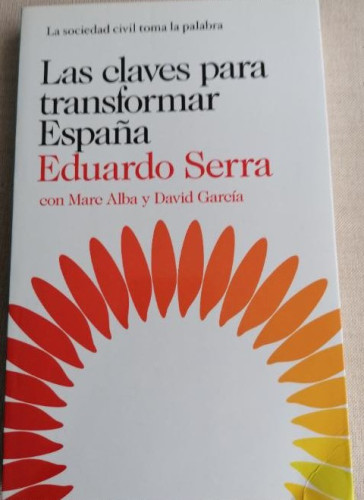 La sociedad civil toma la palabra
Las claves para
transformar
España
Eduardo Serra
con Marc Alba y David García